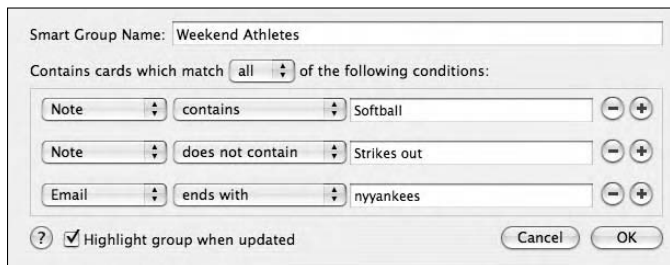 Smart Group Name: Weekend Athletes
Contains cards which match all of the following conditions:
Note contains Softball
Note does not contain Strikes out
Email ends with nyyankees
? Highlight group when updated Cancel OK